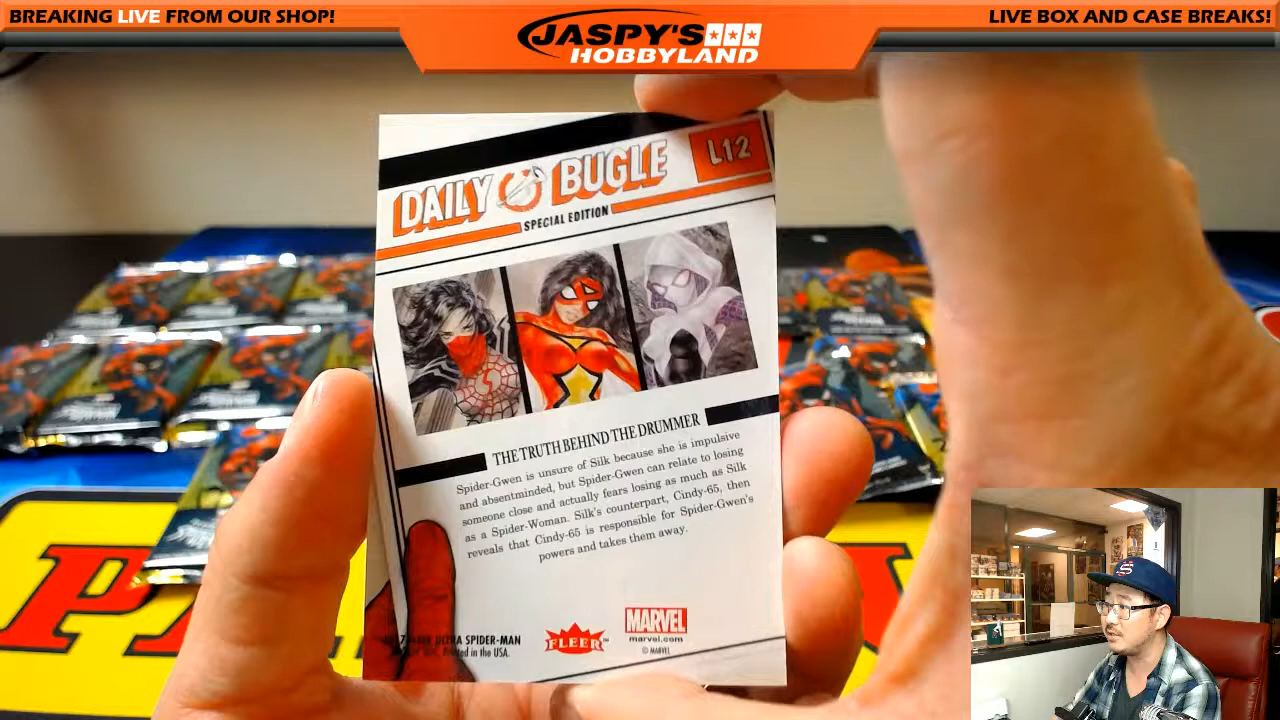 BREAKING LIVE FROM OUR SHOP!
JASPY'S
HOBBYLAND
LIVE BOX AND CASE BREAKS!
DAILY BUGLE
L12
SPECIAL EDITION
THE TRUTH BEHIND THE DRUMMER
Spider-Gwen is unsure of Silk because she is impulsive
and absentminded, but Spider-Gwen can relate to losing
someone close and actually fears losing as much as Silk
as a Spider-Woman. Silk's counterpart, Cindy-65, then
reveals that Cindy-65 is responsible for Spider-Gwen's
powers and takes them away.
ULTRA SPIDER-MAN
Printed in the USA.
FLEER
MARVEL
marvel.com
© MARVEL